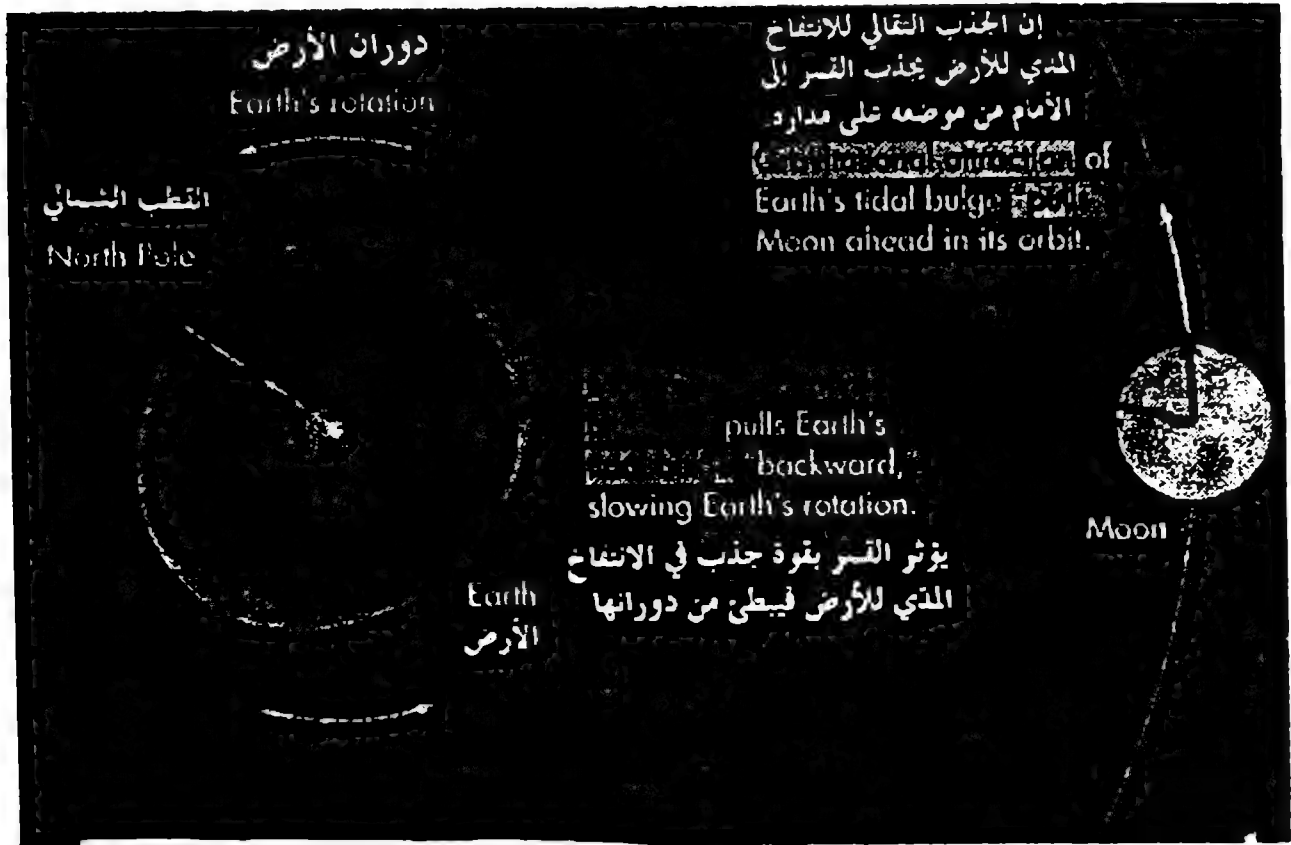 دوران الأرض
Earth's rotation
القطب الشمالي
North Pole
إن الجذب الثقالي للانتفاخ
المدي للأرض يجذب القمر إلى
الأمام من موضعه على مداره
of
Earth's tidal bulge
Moon ahead in its orbit.
pulls Earth's
"backward,"
slowing Earth's rotation.
يؤثر القمر بقوة جذب في الانتفاخ
المدي للأرض فيبطئ من دورانها
Moon
Earth
الأرض